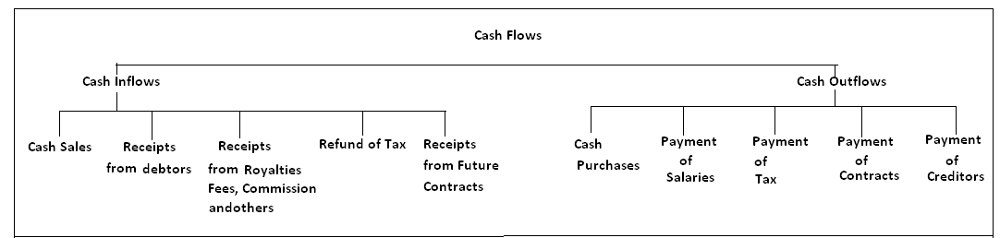 Cash Flows
Cash Inflows
Cash Outflows
Cash Sales
Receipts
from debtors
Receipts
from Royalties
Fees, Commission
andothers
Refund of Tax
Receipts
from Future
Contracts
Cash
Purchases
Payment
of
Salaries
Payment
of
Tax
Payment
of
Contracts
Payment
of
Creditors